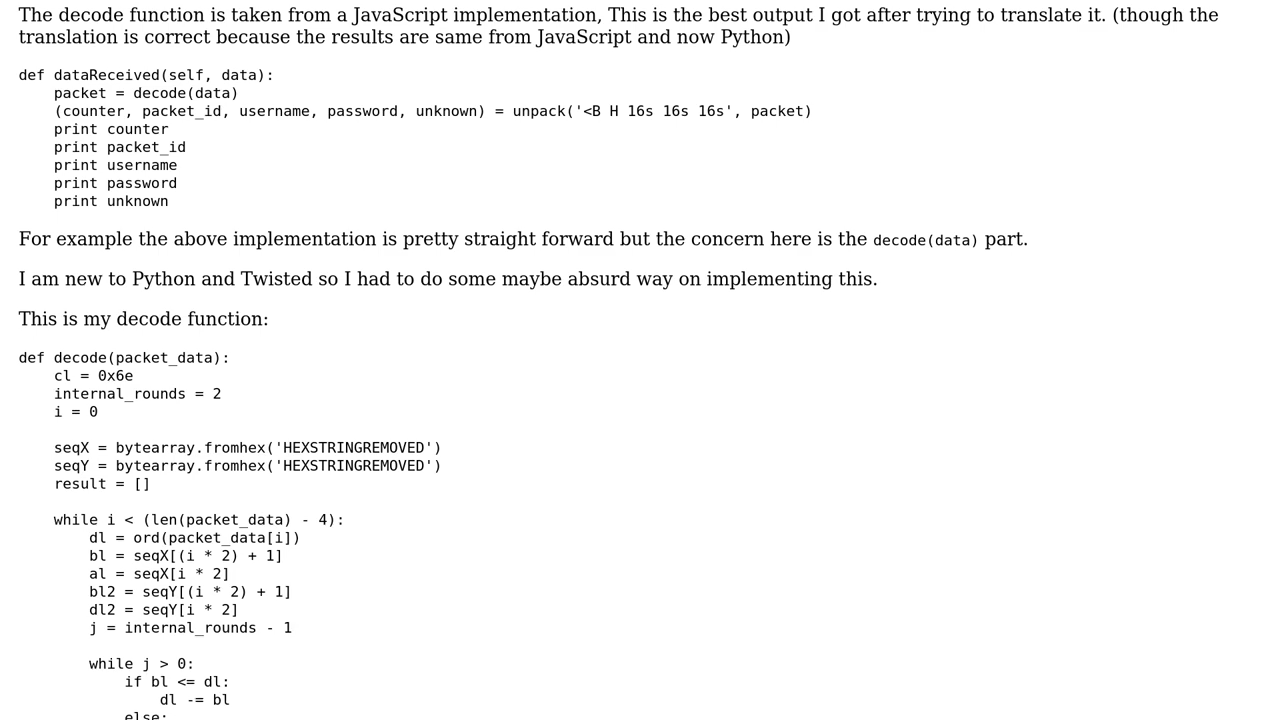 The decode function is taken from a JavaScript implementation, This is the best output I got after trying to translate it. (though the
translation is correct because the results are same from JavaScript and now Python)
def dataReceived(self, data):
    packet = decode(data)
    (counter, packet_id, username, password, unknown) = unpack('<B H 16s 16s 16s', packet)
    print counter
    print packet_id
    print username
    print password
    print unknown
For example the above implementation is pretty straight forward but the concern here is the decode(data) part.
I am new to Python and Twisted so I had to do some maybe absurd way on implementing this.
This is my decode function:
def decode(packet_data):
    cl = 0x6e
    internal_rounds = 2
    i = 0
    seqX = bytearray.fromhex('HEXSTRINGREMOVED')
    seqY = bytearray.fromhex('HEXSTRINGREMOVED')
    result = []
    while i < (len(packet_data) - 4):
        dl = ord(packet_data[i])
        bl = seqX[(i * 2) + 1]
        al = seqX[i * 2]
        bl2 = seqY[(i * 2) + 1]
        dl2 = seqY[i * 2]
        j = internal_rounds - 1
        while j > 0:
            if bl <= dl:
                dl -= bl
            else: